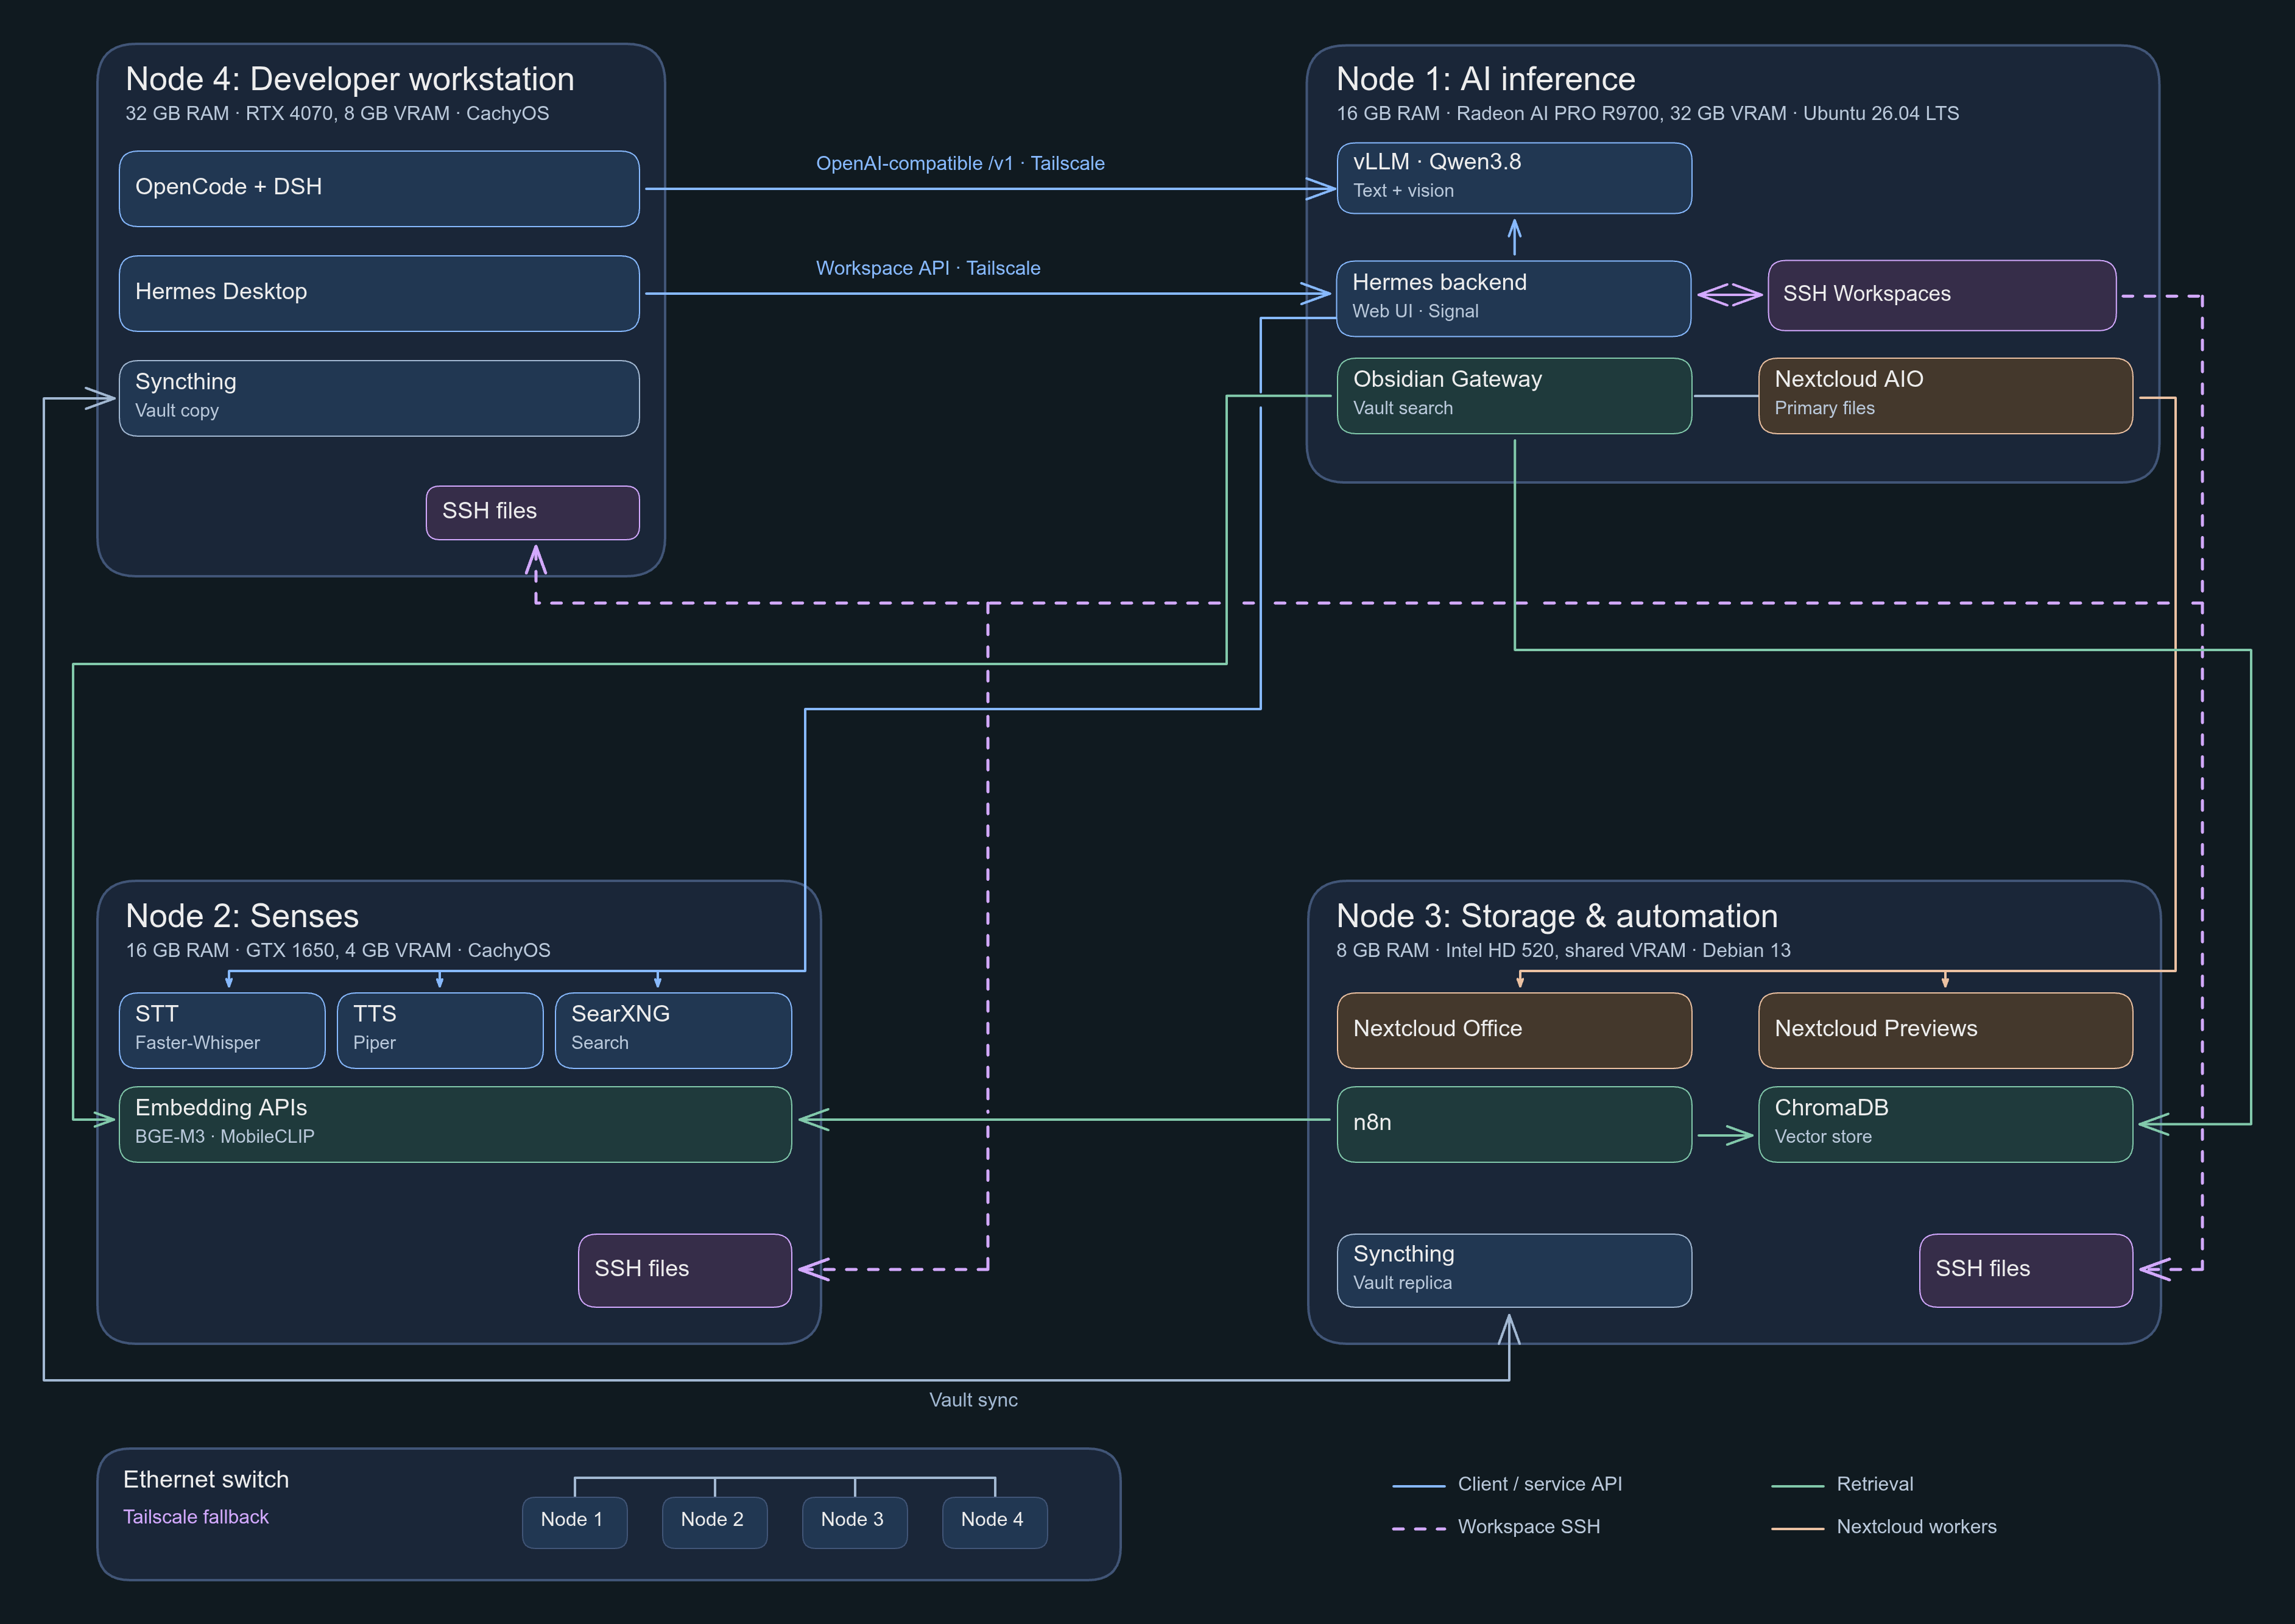 Node 4: Developer workstation
32 GB RAM · RTX 4070, 8 GB VRAM · CachyOS
OpenCode + DSH
Hermes Desktop
Syncthing
Vault copy
SSH files
OpenAI-compatible /v1 · Tailscale
Workspace API · Tailscale
Node 1: AI inference
16 GB RAM · Radeon AI PRO R9700, 32 GB VRAM · Ubuntu 26.04 LTS
vLLM · Qwen3.8
Text + vision
Hermes backend
Web UI · Signal
SSH Workspaces
Obsidian Gateway
Vault search
Nextcloud AIO
Primary files
Node 2: Senses
16 GB RAM · GTX 1650, 4 GB VRAM · CachyOS
STT
Faster-Whisper
TTS
Piper
SearXNG
Search
Embedding APIs
BGE-M3 · MobileCLIP
SSH files
Node 3: Storage & automation
8 GB RAM · Intel HD 520, shared VRAM · Debian 13
Nextcloud Office
Nextcloud Previews
n8n
ChromaDB
Vector store
Syncthing
Vault replica
SSH files
Vault sync
Ethernet switch
Tailscale fallback
Node 1
Node 2
Node 3
Node 4
Client / service API
Retrieval
Workspace SSH
Nextcloud workers